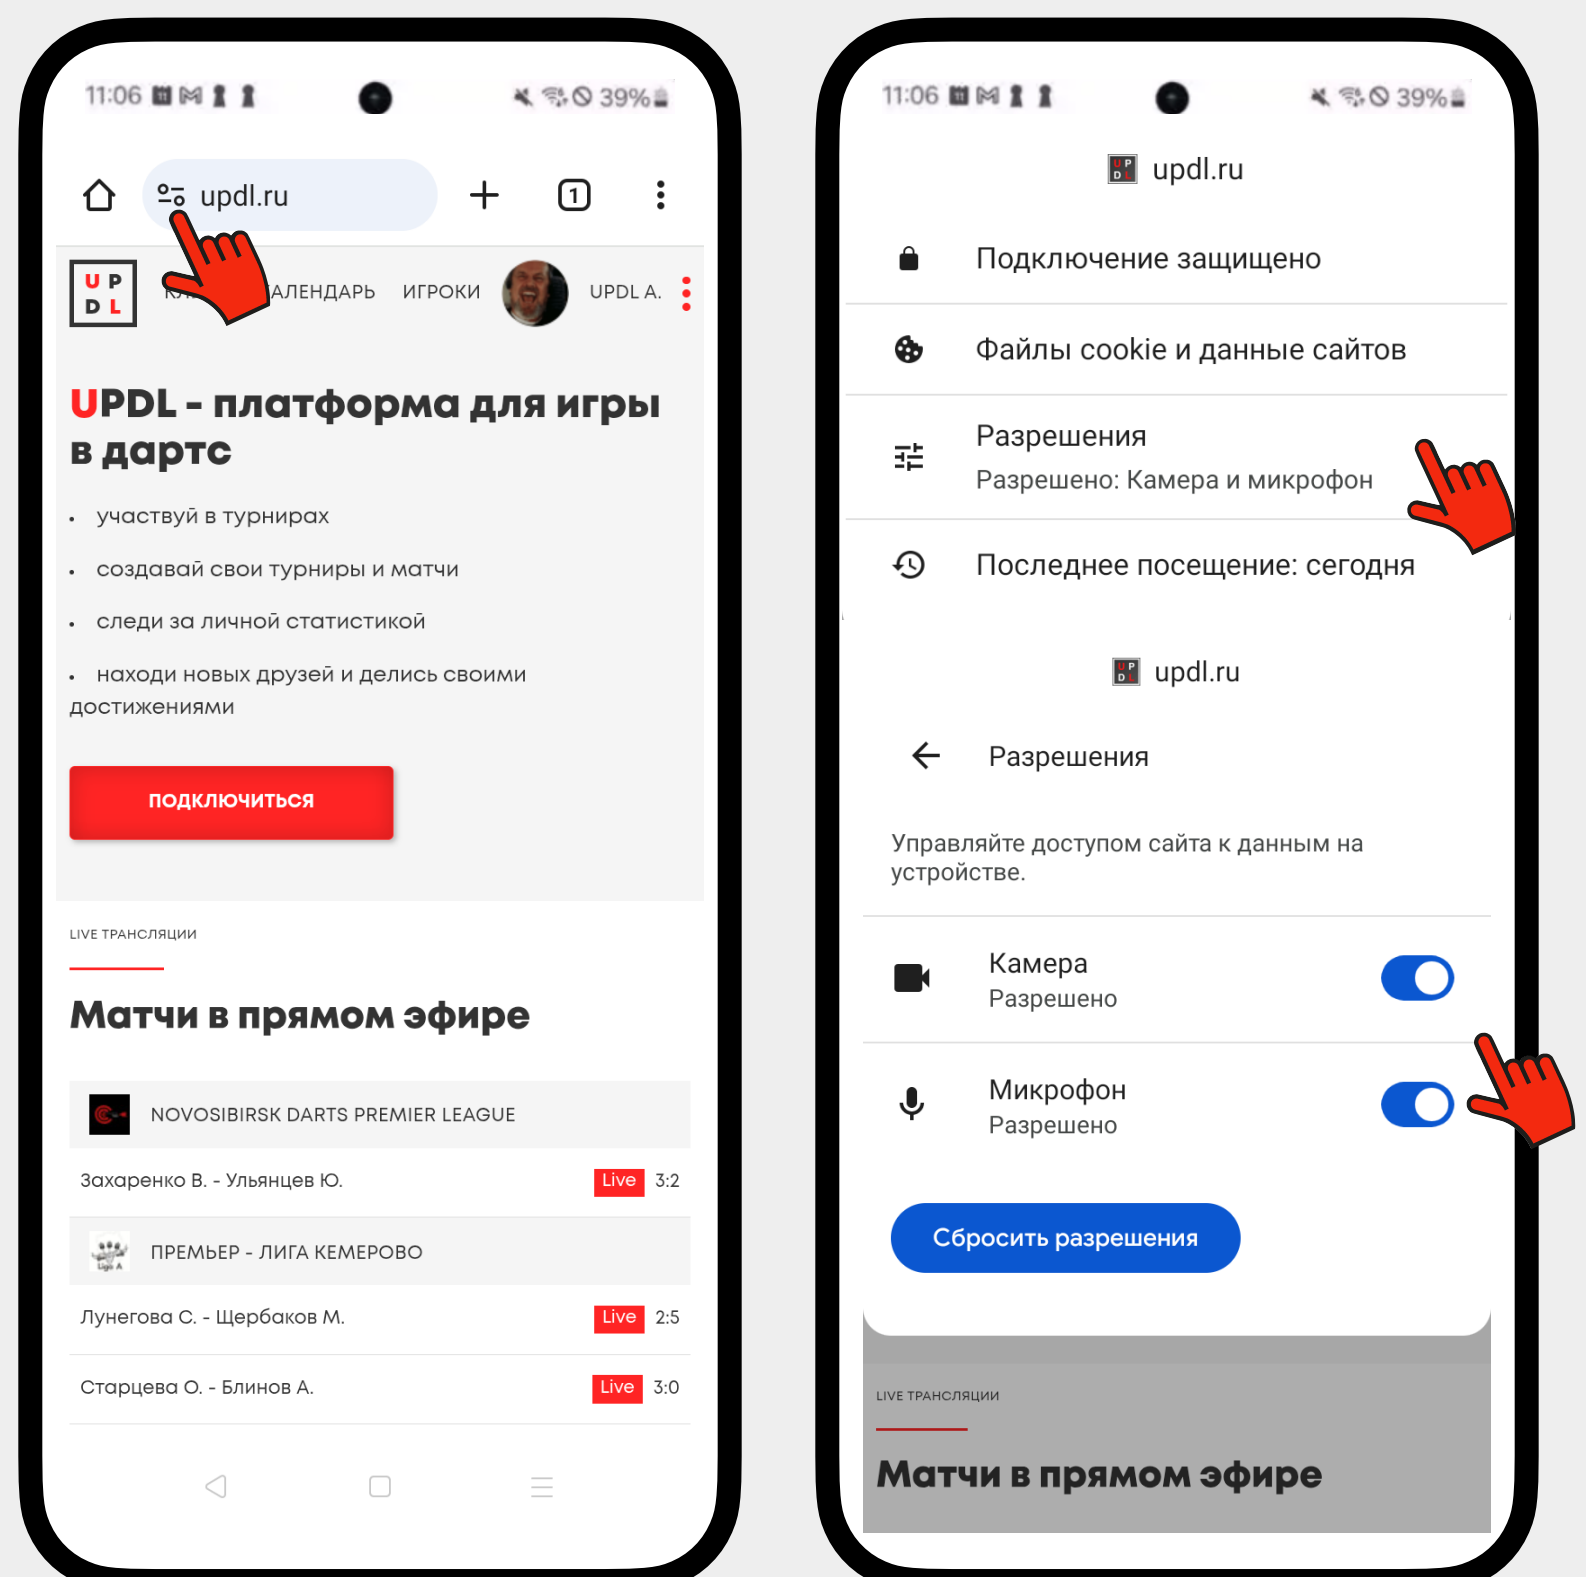 11:06
39%
updl.ru
1
U P
D L
АЛЕНДАРЬ
ИГРОКИ
UPDL A.
UPDL - платформа для игры
в дартс
• участвуй в турнирах
• создавай свои турниры и матчи
• следи за личной статистикой
• находи новых друзей и делись своими
достижениями
ПОДКЛЮЧИТЬСЯ
LIVE ТРАНСЛЯЦИИ
Матчи в прямом эфире
NOVOSIBIRSK DARTS PREMIER LEAGUE
Захаренко В. - Ульянцев Ю. Live 3:2
Liga A
ПРЕМЬЕР - ЛИГА КЕМЕРОВО
Лунегова С. - Щербаков М. Live 2:5
Старцева О. - Блинов А. Live 3:0
11:06
39%
U P
D L
updl.ru
Подключение защищено
Файлы cookie и данные сайтов
Разрешения
Разрешено: Камера и микрофон
Последнее посещение: сегодня
U P
D L
updl.ru
Разрешения
Управляйте доступом сайта к данным на
устройстве.
Камера
Разрешено
Микрофон
Разрешено
Сбросить разрешения
LIVE ТРАНСЛЯЦИИ
Матчи в прямом эфире